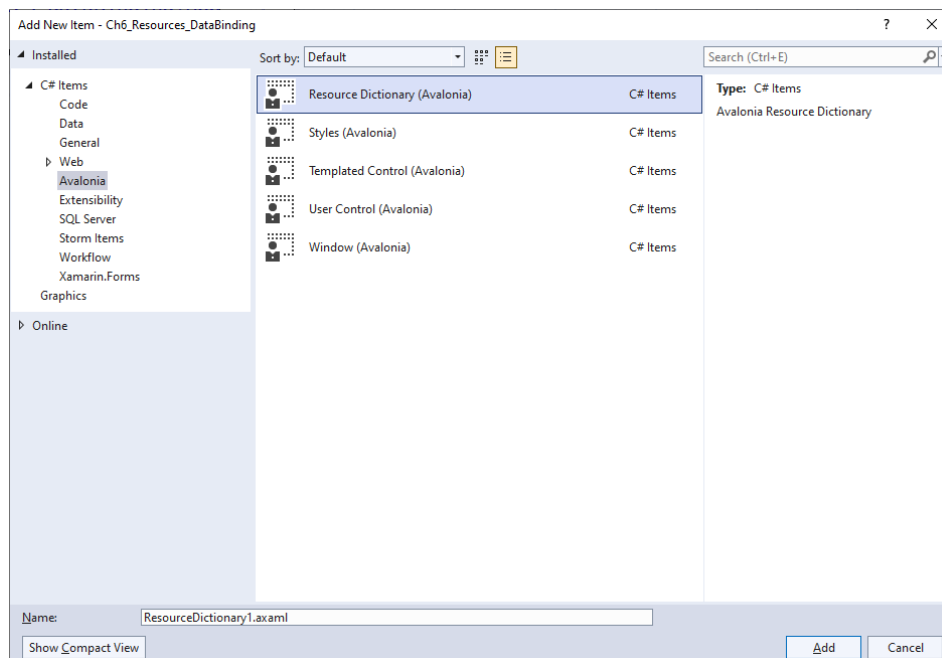 Add New Item - Ch6_Resources_DataBinding
?
Installed
Sort by: Default
Search (Ctrl+E)
C# Items
Code
Data
General
Web
Avalonia
Extensibility
SQL Server
Storm Items
Workflow
Xamarin.Forms
Graphics
Online
Resource Dictionary (Avalonia) C# Items
Styles (Avalonia) C# Items
Templated Control (Avalonia) C# Items
User Control (Avalonia) C# Items
Window (Avalonia) C# Items
Type: C# Items
Avalonia Resource Dictionary
Name: ResourceDictionary1.axaml
Show Compact View
Add
Cancel